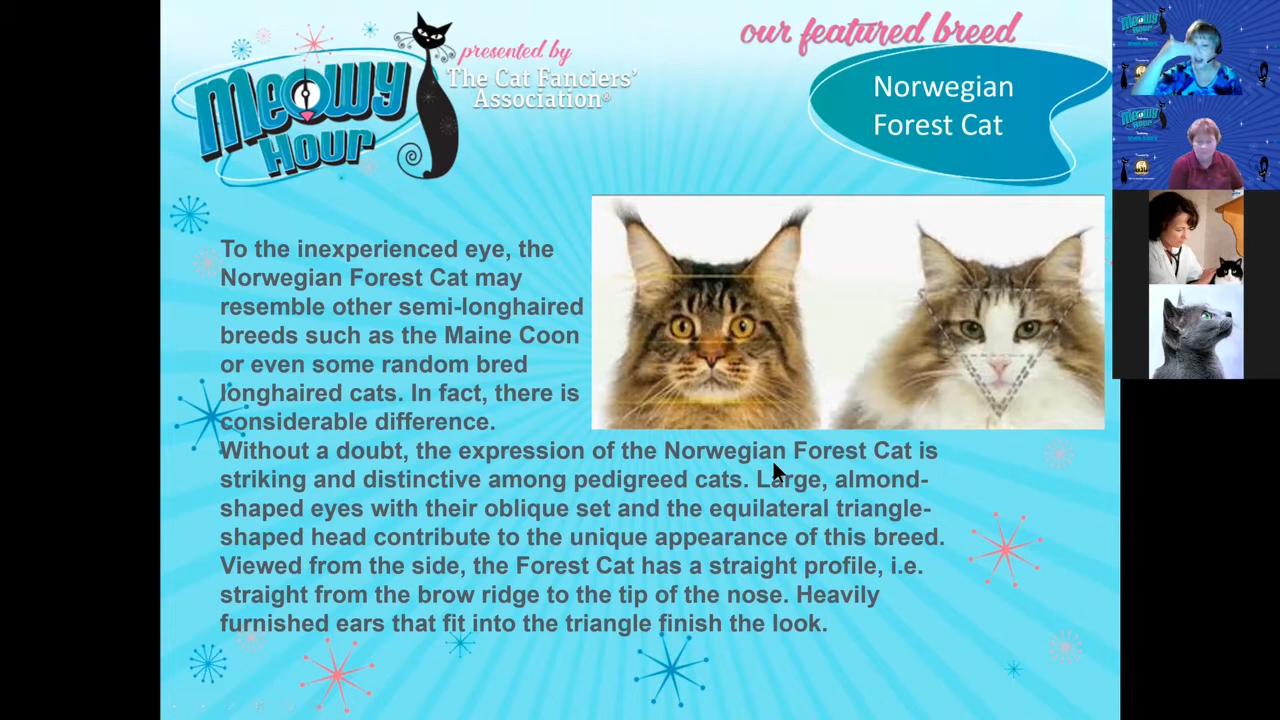 Meowy
Hour
presented by
The Cat Fanciers'
Association®
our featured breed
Norwegian
Forest Cat
To the inexperienced eye, the
Norwegian Forest Cat may
resemble other semi-longhaired
breeds such as the Maine Coon
or even some random bred
longhaired cats. In fact, there is
considerable difference.
Without a doubt, the expression of the Norwegian Forest Cat is
striking and distinctive among pedigreed cats. Large, almond-
shaped eyes with their oblique set and the equilateral triangle-
shaped head contribute to the unique appearance of this breed.
Viewed from the side, the Forest Cat has a straight profile, i.e.
straight from the brow ridge to the tip of the nose. Heavily
furnished ears that fit into the triangle finish the look.